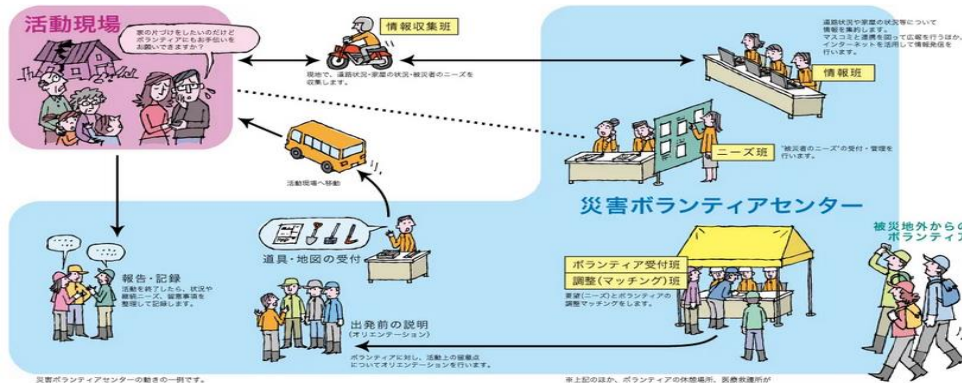 活動現場
家の片づけをしたいのだけど
ボランティアにもお手伝いを
お願いできますか？
情報収集班
現地で、道路状況・家屋の状況・被災者のニーズを
収集します。
道路状況や家屋の状況等について
情報を集約します。
マスコミと連携を図って広報を行うほか、
インターネットを活用して情報発信を
行います。
情報班
ニーズ班
"被災者のニーズ"の受付・管理を
行います。
活動現場へ移動
災害ボランティアセンター
被災地外からの
ボランティア
道具・地図の受付
ボランティア受付班
調整(マッチング)班
要望(ニーズ)とボランティアの
調整マッチングをします。
報告・記録
活動を終了したら、状況や
継続ニーズ、留意事項を
整理して記録します。
出発前の説明
(オリエンテーション)
ボランティアに対し、活動上の留意点
についてオリエンテーションを行います。
災害ボランティアセンターの動きの一例です。
※上記のほか、ボランティアの休憩場所、医療救護所が